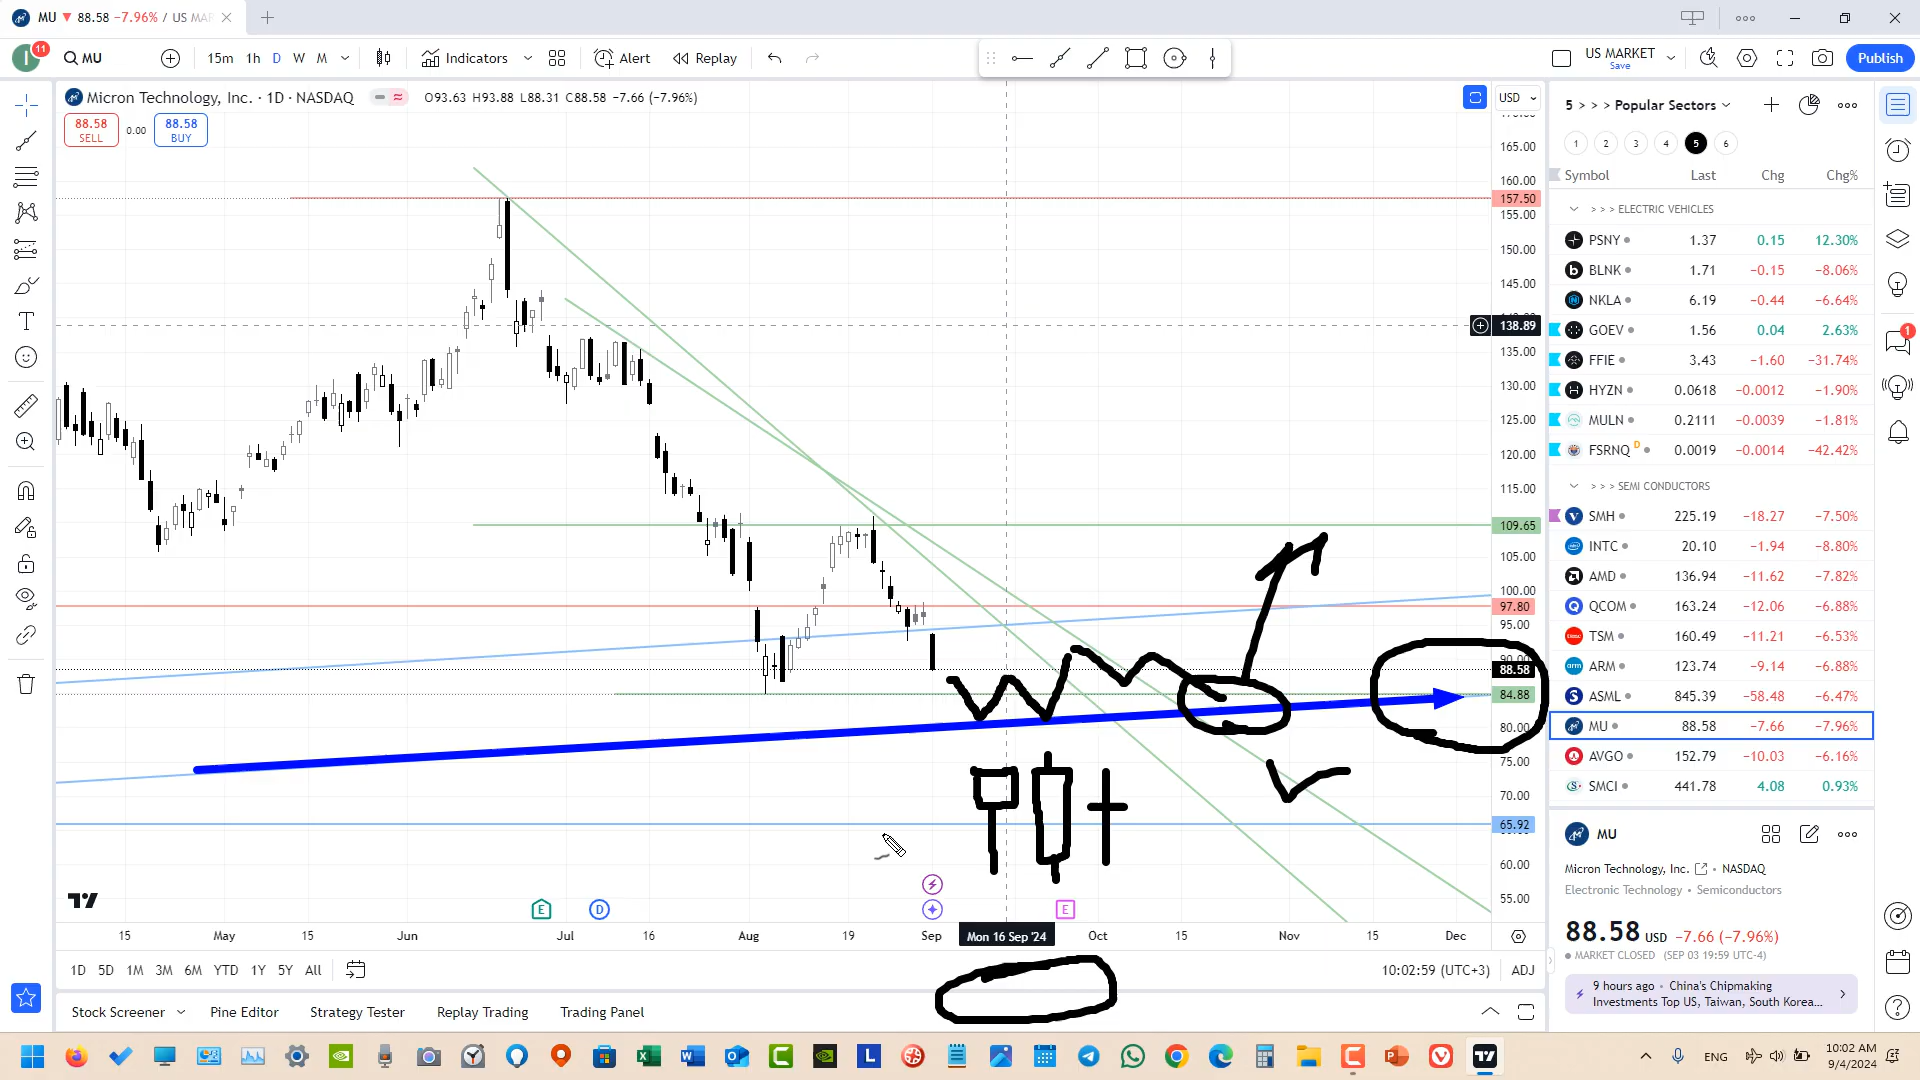 MU ▼ 88.58 −7.96% / US MAR
11
MU
15m 1h D W M
Indicators
Alert
Replay
US MARKET
Save
Publish
Micron Technology, Inc. · 1D · NASDAQ
O93.63 H93.88 L88.31 C88.58 −7.66 (−7.96%)
USD
88.58
SELL
0.00
88.58
BUY
165.00
160.00
157.50
155.00
150.00
145.00
138.89
135.00
130.00
125.00
120.00
115.00
109.65
105.00
100.00
97.80
95.00
90.00
88.58
84.88
80.00
75.00
70.00
65.92
60.00
55.00
E
D
E
15 May 15 Jun Jul 16 Aug 19 Sep Mon 16 Sep '24 Oct 15 Nov 15 Dec
1D 5D 1M 3M 6M YTD 1Y 5Y All
10:02:59 (UTC+3) ADJ
Stock Screener Pine Editor Strategy Tester Replay Trading Trading Panel
5 > > > Popular Sectors
1 2 3 4 5 6
Symbol Last Chg Chg%
> > > ELECTRIC VEHICLES
PSNY 1.37 0.15 12.30%
BLNK 1.71 −0.15 −8.06%
NKLA 6.19 −0.44 −6.64%
GOEV 1.56 0.04 2.63%
FFIE 3.43 −1.60 −31.74%
HYZN 0.0618 −0.0012 −1.90%
MULN 0.2111 −0.0039 −1.81%
FSRNQ D 0.0019 −0.0014 −42.42%
> > > SEMI CONDUCTORS
SMH 225.19 −18.27 −7.50%
INTC 20.10 −1.94 −8.80%
AMD 136.94 −11.62 −7.82%
QCOM 163.24 −12.06 −6.88%
TSM 160.49 −11.21 −6.53%
ARM 123.74 −9.14 −6.88%
ASML 845.39 −58.48 −6.47%
MU 88.58 −7.66 −7.96%
AVGO 152.79 −10.03 −6.16%
SMCI 441.78 4.08 0.93%
MU
Micron Technology, Inc. • NASDAQ
Electronic Technology • Semiconductors
88.58 USD −7.66 (−7.96%)
MARKET CLOSED (SEP 03 19:59 UTC-4)
9 hours ago • China's Chipmaking
Investments Top US, Taiwan, South Korea...
1
ENG
10:02 AM
9/4/2024